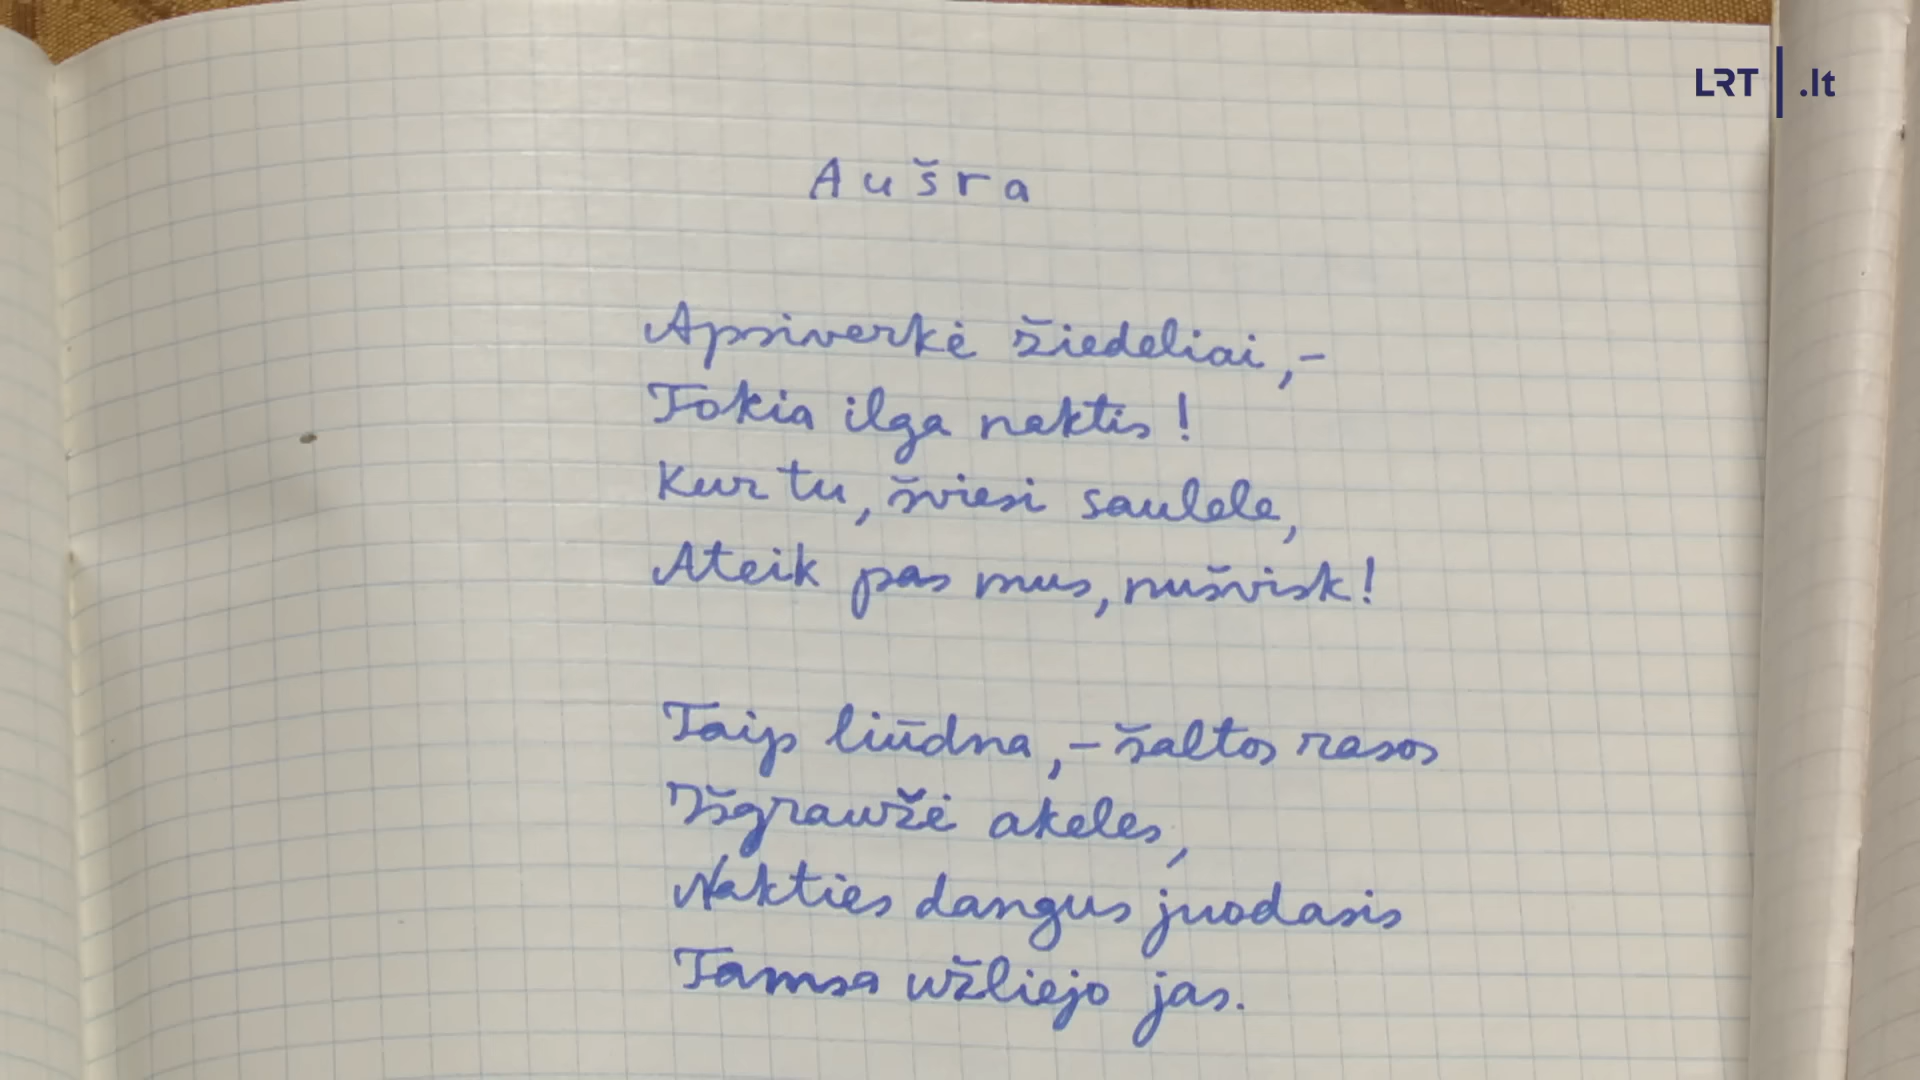 LRT | .lt
Aušra
Apsiverkė žiedeliai,–
Tokia ilga naktis!
Kur tu, šviesi saulele,
Ateik pas mus, nušvisk!
Taip liūdna,– šaltos rasos
Išgraužė akeles,
Nakties dangus juodasis
Tamsa užliejo jas.